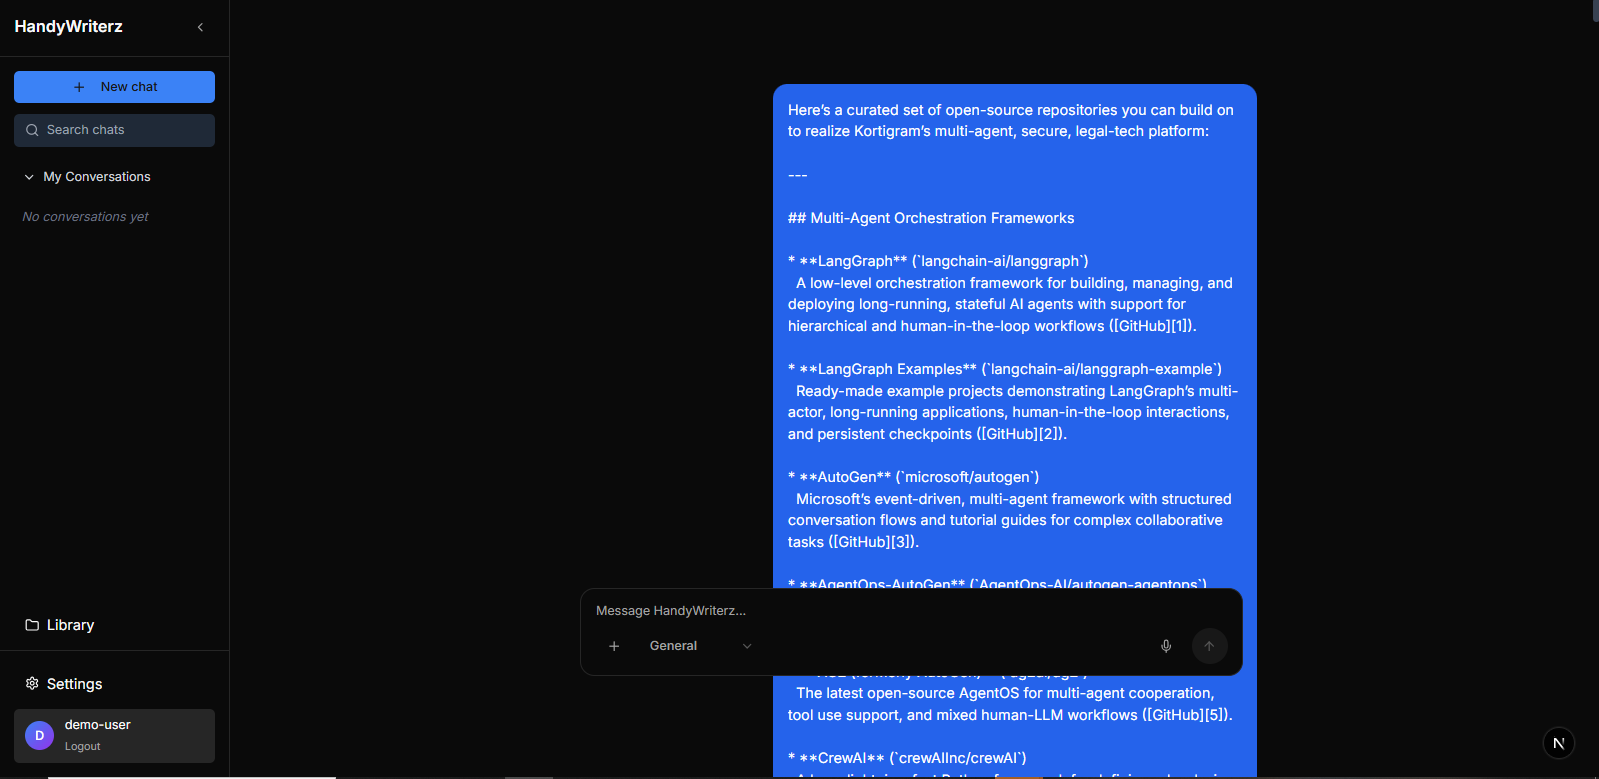 HandyWriterz
New chat
Search chats
My Conversations
No conversations yet
Library
Settings
D
demo-user
Logout
Here’s a curated set of open-source repositories you can build on
to realize Kortigram’s multi-agent, secure, legal-tech platform:
---
## Multi-Agent Orchestration Frameworks
* **LangGraph** (`langchain-ai/langgraph`)
A low-level orchestration framework for building, managing, and
deploying long-running, stateful AI agents with support for
hierarchical and human-in-the-loop workflows ([GitHub][1]).
* **LangGraph Examples** (`langchain-ai/langgraph-example`)
Ready-made example projects demonstrating LangGraph’s multi-
actor, long-running applications, human-in-the-loop interactions,
and persistent checkpoints ([GitHub][2]).
* **AutoGen** (`microsoft/autogen`)
Microsoft’s event-driven, multi-agent framework with structured
conversation flows and tutorial guides for complex collaborative
tasks ([GitHub][3]).
* **AgentOps-AutoGen** (`AgentOps-AI/autogen-agentops`)
Message HandyWriterz...
General
The latest open-source AgentOS for multi-agent cooperation,
tool use support, and mixed human-LLM workflows ([GitHub][5]).
* **CrewAI** (`crewAIInc/crewAI`)
N